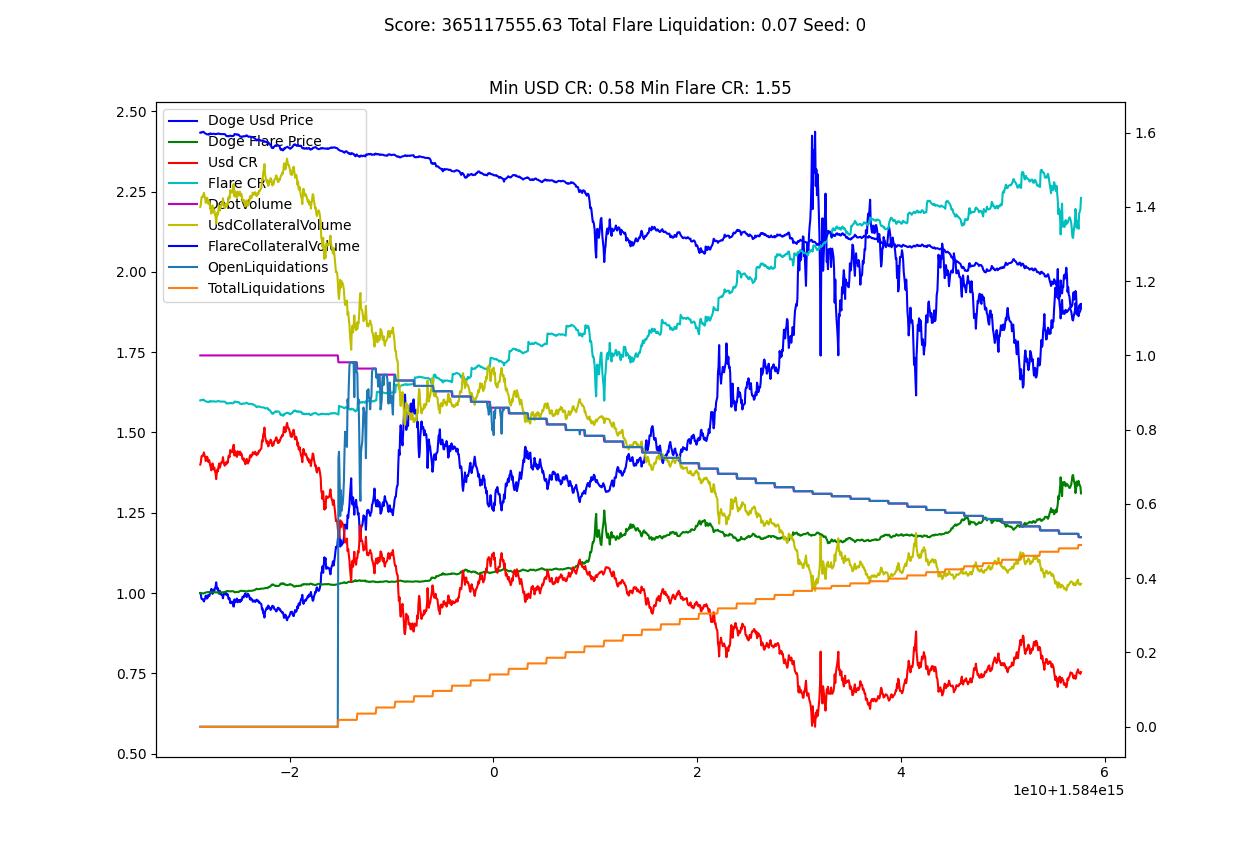 Score: 365117555.63 Total Flare Liquidation: 0.07 Seed: 0
Min USD CR: 0.58 Min Flare CR: 1.55
Doge Usd Price
Doge Flare Price
Usd CR
Flare CR
DebtVolume
UsdCollateralVolume
FlareCollateralVolume
OpenLiquidations
TotalLiquidations
2.50
2.25
2.00
1.75
1.50
1.25
1.00
0.75
0.50
1.6
1.4
1.2
1.0
0.8
0.6
0.4
0.2
0.0
−2
0
2
4
6
1e10+1.584e15